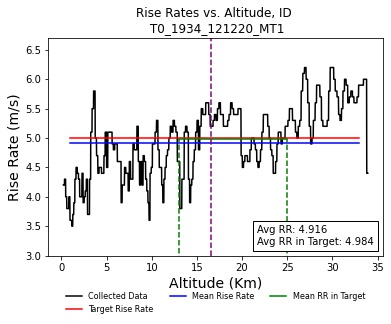 Rise Rates vs. Altitude, ID
T0_1934_121220_MT1
Rise Rate (m/s)
6.5
6.0
5.5
5.0
4.5
4.0
3.5
3.0
Avg RR: 4.916
Avg RR in Target: 4.984
0 5 10 15 20 25 30 35
Altitude (Km)
Collected Data Mean Rise Rate Mean RR in Target
Target Rise Rate